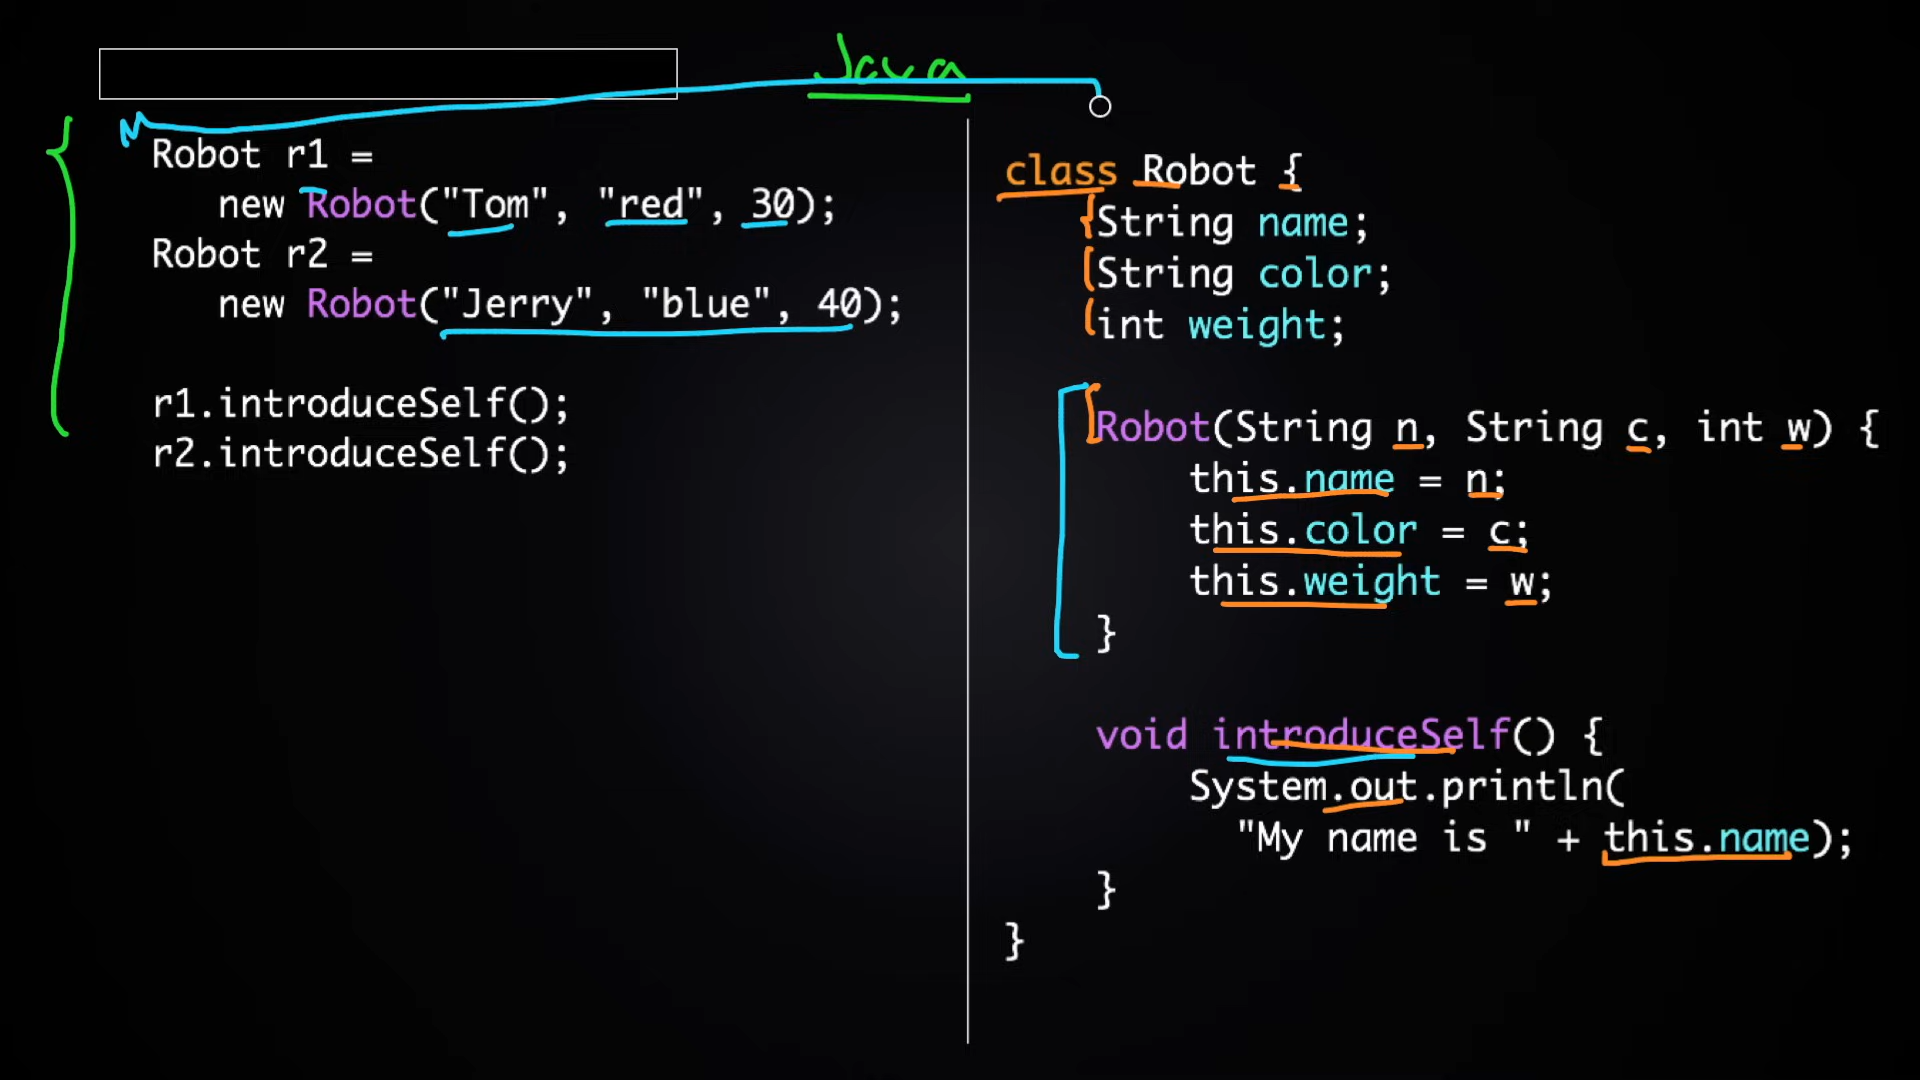 Java
Robot r1 =
new Robot("Tom", "red", 30);
Robot r2 =
new Robot("Jerry", "blue", 40);
r1.introduceSelf();
r2.introduceSelf();
class Robot {
String name;
String color;
int weight;
Robot(String n, String c, int w) {
this.name = n;
this.color = c;
this.weight = w;
}
void introduceSelf() {
System.out.println(
"My name is " + this.name);
}
}